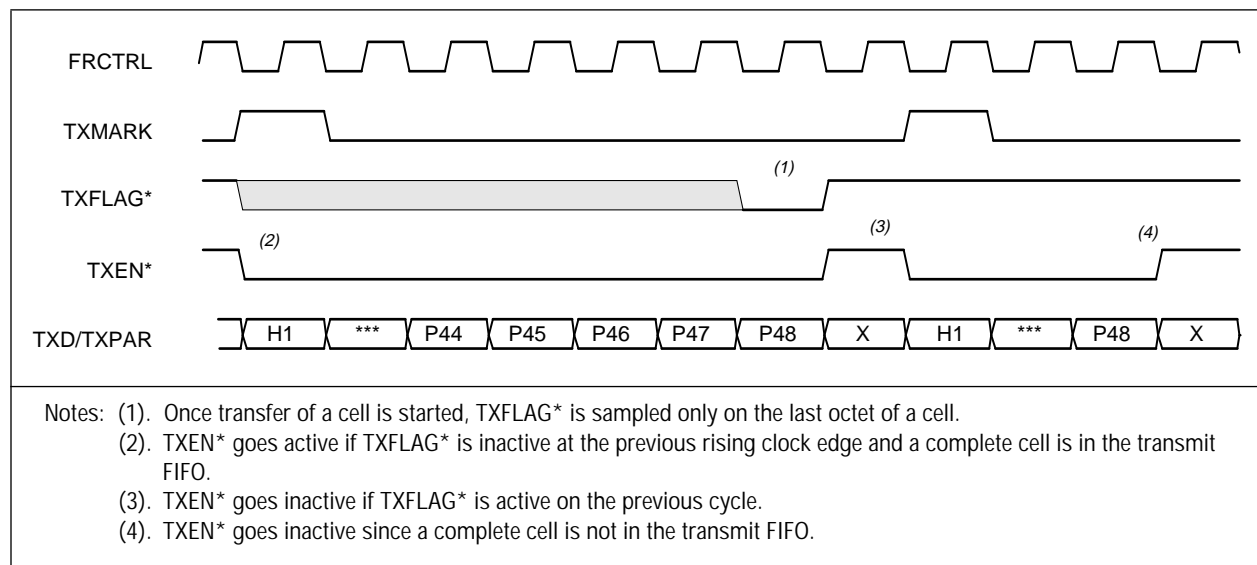 FRCTRL
TXMARK
(1)
TXFLAG*
(2)
(3)
(4)
TXEN*
TXD/TXPAR H1 *** P44 P45 P46 P47 P48 X H1 *** P48 X
Notes: (1). Once transfer of a cell is started, TXFLAG* is sampled only on the last octet of a cell.
(2). TXEN* goes active if TXFLAG* is inactive at the previous rising clock edge and a complete cell is in the transmit
FIFO.
(3). TXEN* goes inactive if TXFLAG* is active on the previous cycle.
(4). TXEN* goes inactive since a complete cell is not in the transmit FIFO.